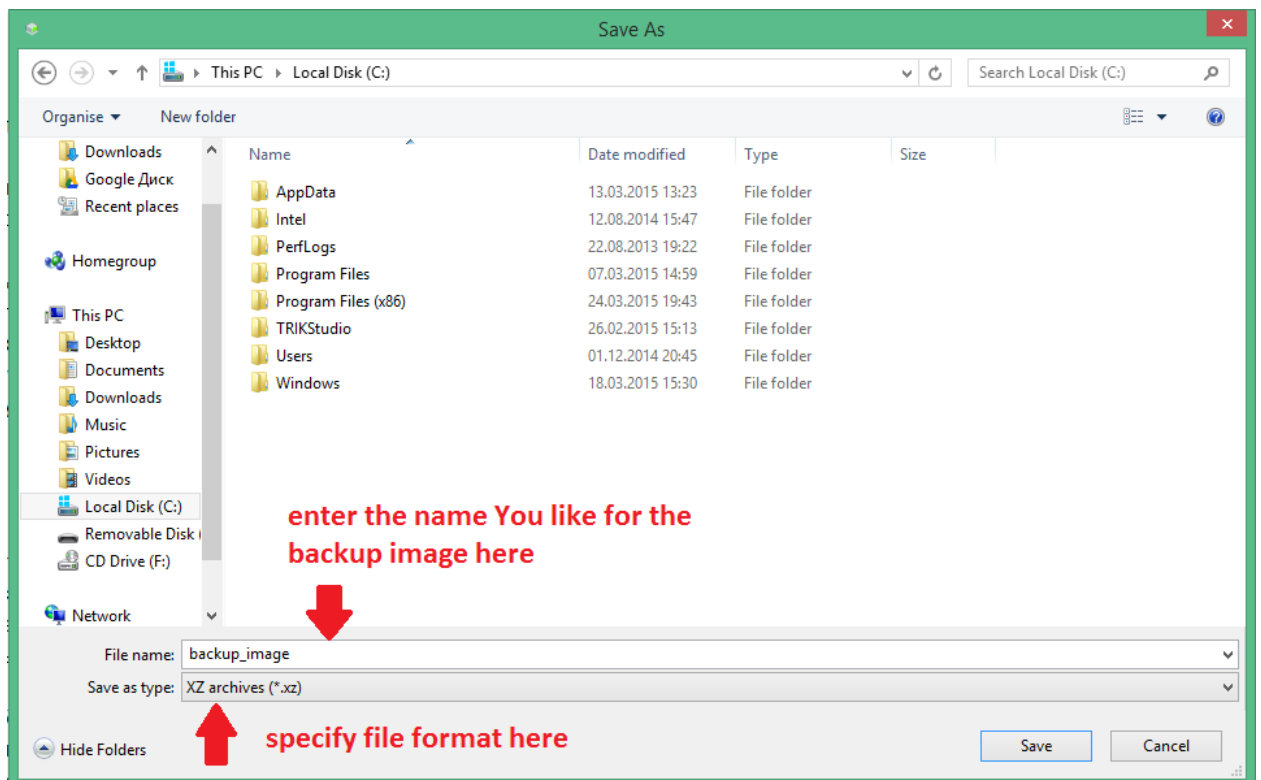 Save As
This PC Local Disk (C:) Search Local Disk (C:)
Organise New folder
Name Date modified Type Size
Downloads
Google Диск
Recent places
Homegroup
This PC
Desktop
Documents
Downloads
Music
Pictures
Videos
Local Disk (C:)
Removable Disk (
CD Drive (F:)
Network
AppData 13.03.2015 13:23 File folder
Intel 12.08.2014 15:47 File folder
PerfLogs 22.08.2013 19:22 File folder
Program Files 07.03.2015 14:59 File folder
Program Files (x86) 24.03.2015 19:43 File folder
TRIKStudio 26.02.2015 15:13 File folder
Users 01.12.2014 20:45 File folder
Windows 18.03.2015 15:30 File folder
enter the name You like for the
backup image here
File name: backup_image
Save as type: XZ archives (*.xz)
specify file format here
Hide Folders Save Cancel